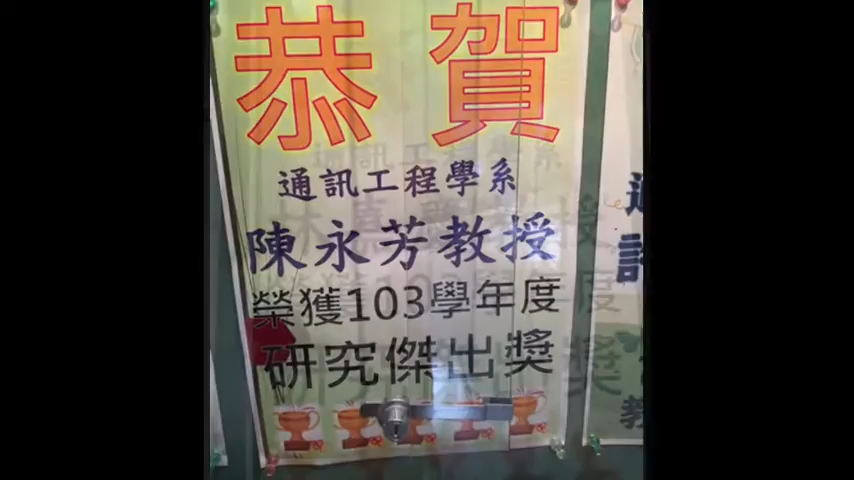 恭賀
通訊工程學系
陳永芳教授
榮獲103學年度
研究傑出獎